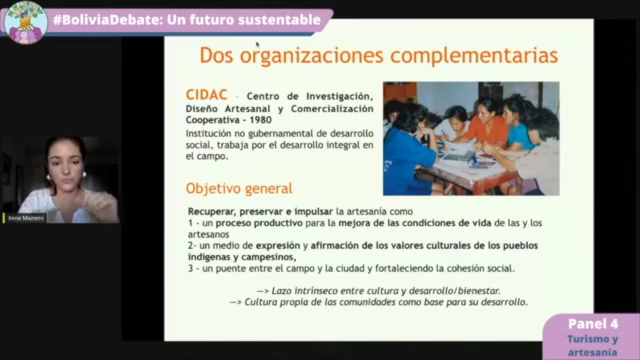 #BoliviaDebate: Un futuro sustentable
Dos organizaciones complementarias
CIDAC - Centro de Investigación,
Diseño Artesanal y Comercialización
Cooperativa - 1980
Institución no gubernamental de desarrollo
social, trabaja por el desarrollo integral en
el campo.
Objetivo general
Recuperar, preservar e impulsar la artesanía como
1 - un proceso productivo para la mejora de las condiciones de vida de las y los
artesanos
2- un medio de expresión y afirmación de los valores culturales de los pueblos
indígenas y campesinos,
3 - un puente entre el campo y la ciudad y fortaleciendo la cohesión social.
—> Lazo intrínseco entre cultura y desarrollo/bienestar.
—> Cultura propia de las comunidades como base para su desarrollo.
Irene
Panel 4
Turismo y
artesanía